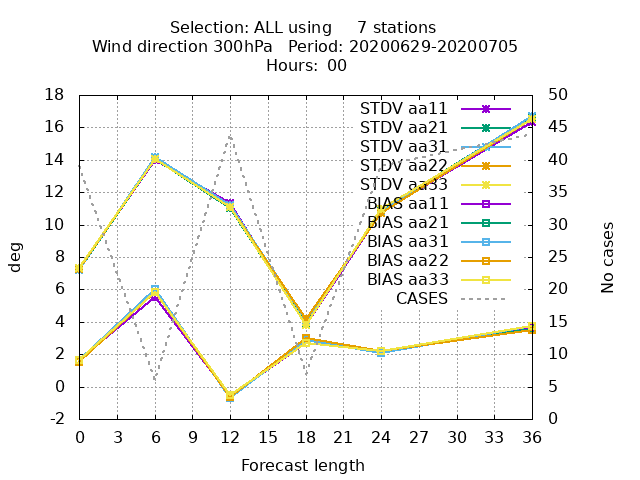 Selection: ALL using 7 stations
Wind direction 300hPa Period: 20200629-20200705
Hours: 00
18
16
14
12
10
8
6
4
2
0
-2
deg
50
45
40
35
30
25
20
15
10
5
0
No cases
STDV aa11
STDV aa21
STDV aa31
STDV aa22
STDV aa33
BIAS aa11
BIAS aa21
BIAS aa31
BIAS aa22
BIAS aa33
CASES
0 3 6 9 12 15 18 21 24 27 30 33 36
Forecast length